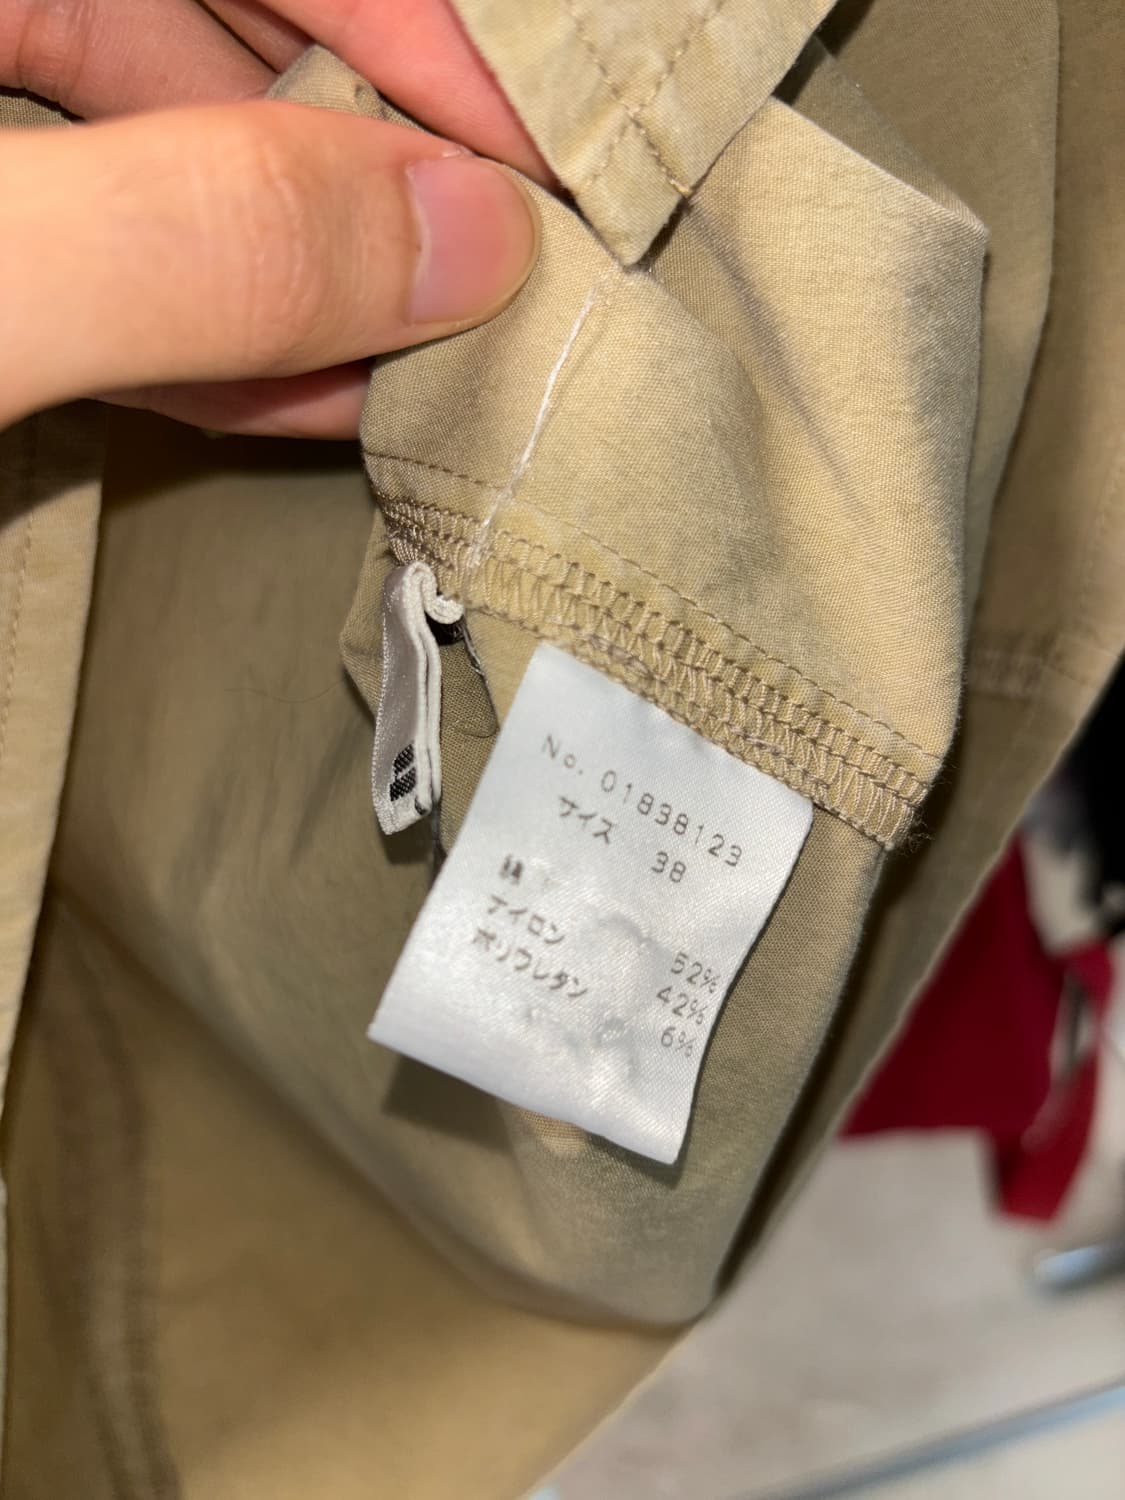 No. 01838123
サイズ 38
綿 52%
ナイロン 42%
ポリウレタン 6%